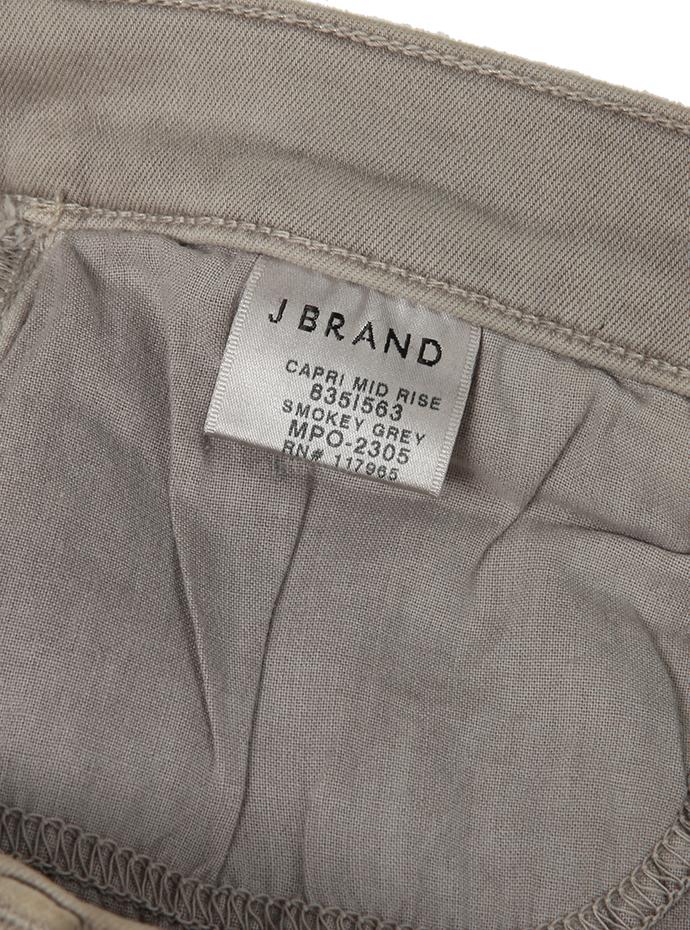 J BRAND
CAPRI MID RISE
835I563
SMOKEY GREY
MPO-2305
RN# 117965